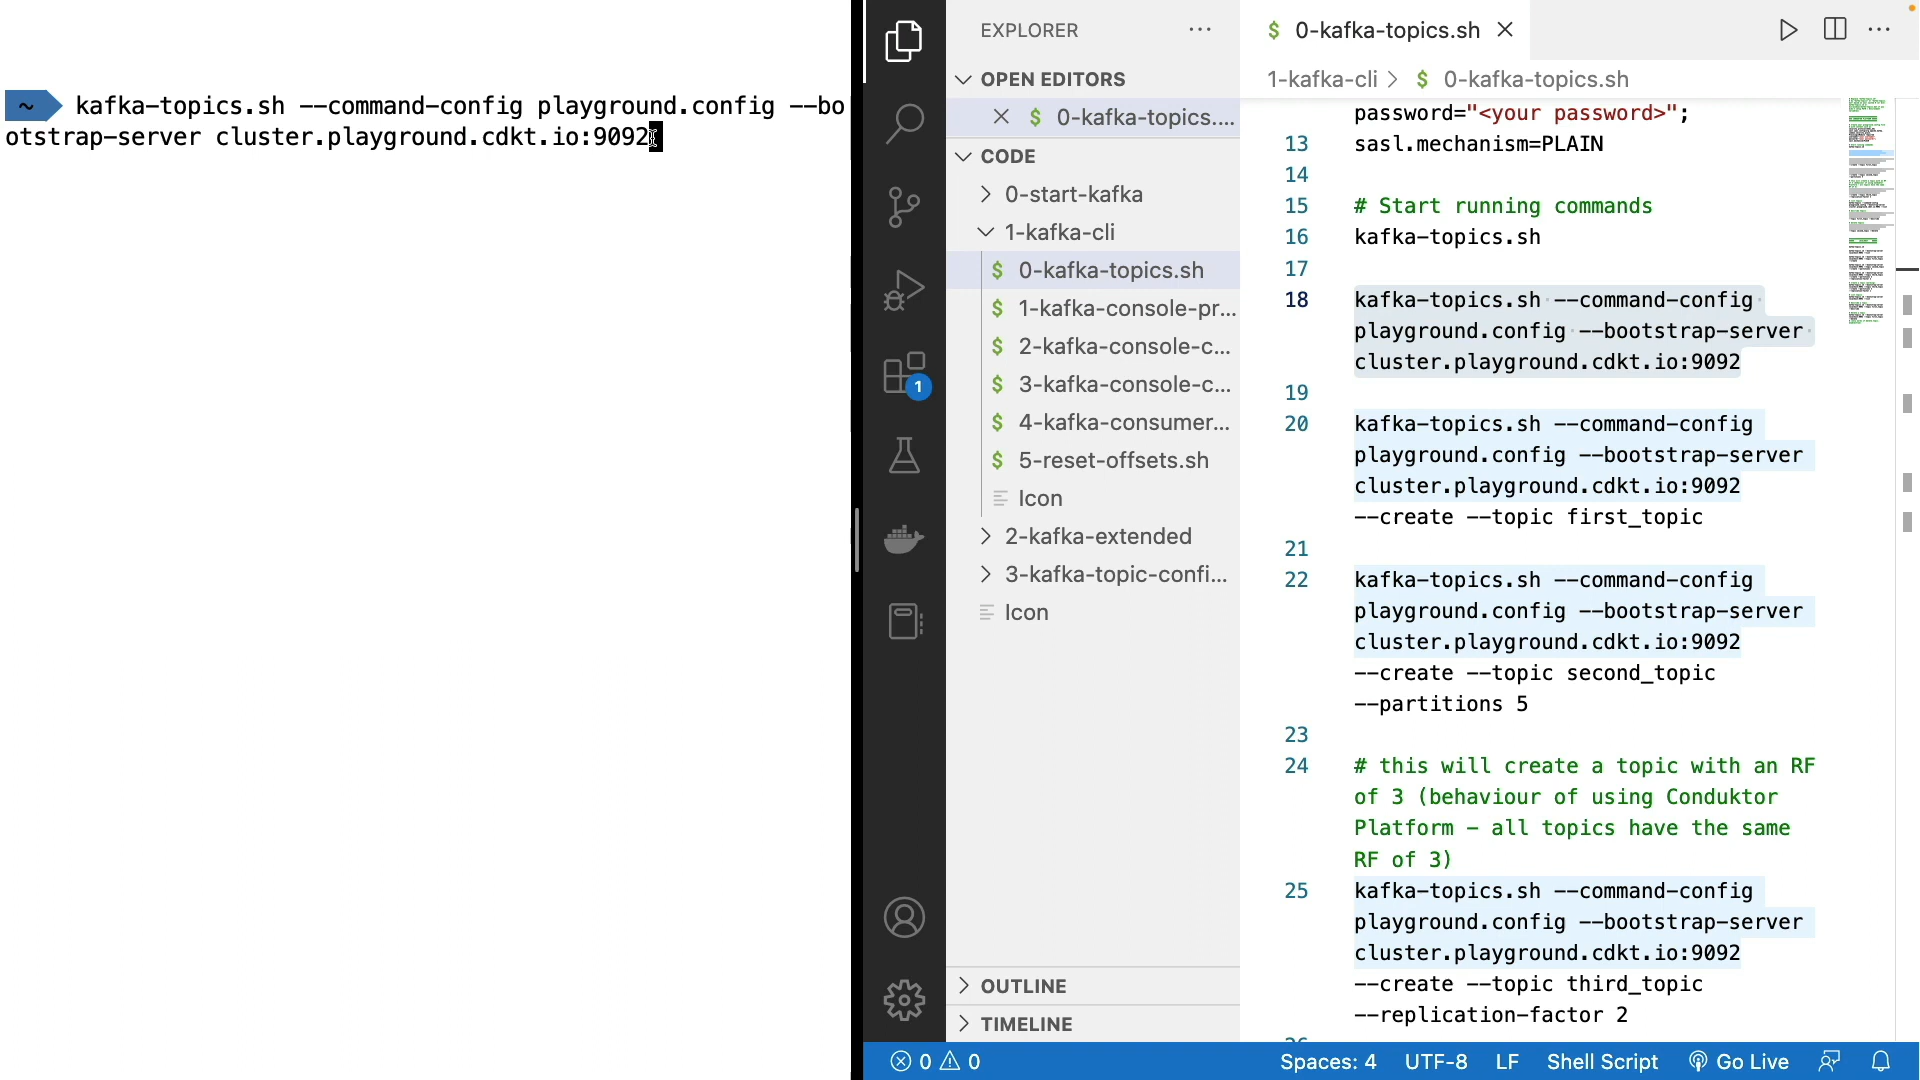 ~ kafka-topics.sh --command-config playground.config --bo
otstrap-server cluster.playground.cdkt.io:9092
1
EXPLORER
OPEN EDITORS
0-kafka-topics....
CODE
0-start-kafka
1-kafka-cli
0-kafka-topics.sh
1-kafka-console-pr...
2-kafka-console-c...
3-kafka-console-c...
4-kafka-consumer...
5-reset-offsets.sh
Icon
2-kafka-extended
3-kafka-topic-confi...
Icon
OUTLINE
TIMELINE
$ 0-kafka-topics.sh
1-kafka-cli > $ 0-kafka-topics.sh
password="<your password>";
13 sasl.mechanism=PLAIN
14
15 # Start running commands
16 kafka-topics.sh
17
18 kafka-topics.sh --command-config
playground.config --bootstrap-server
cluster.playground.cdkt.io:9092
19
20 kafka-topics.sh --command-config
playground.config --bootstrap-server
cluster.playground.cdkt.io:9092
--create --topic first_topic
21
22 kafka-topics.sh --command-config
playground.config --bootstrap-server
cluster.playground.cdkt.io:9092
--create --topic second_topic
--partitions 5
23
24 # this will create a topic with an RF
of 3 (behaviour of using Conduktor
Platform - all topics have the same
RF of 3)
25 kafka-topics.sh --command-config
playground.config --bootstrap-server
cluster.playground.cdkt.io:9092
--create --topic third_topic
--replication-factor 2
0 0 Spaces: 4 UTF-8 LF Shell Script Go Live